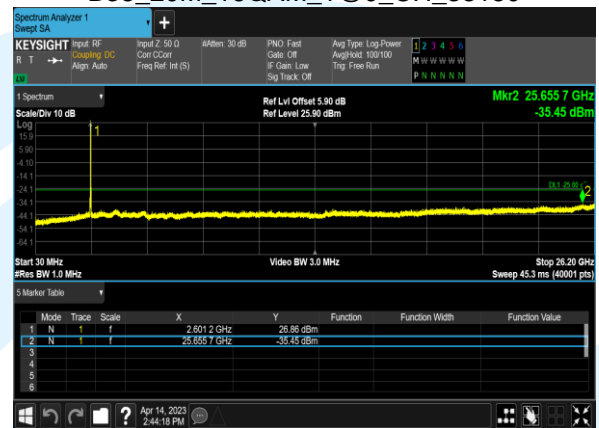 Spectrum Analyzer 1
Swept SA
+
KEYSIGHT
R T
LXI
Input: RF
Coupling: DC
Align: Auto
Input Z: 50 Ω
Corr CCorr
Freq Ref: Int (S)
#Atten: 30 dB
PNO: Fast
Gate: Off
IF Gain: Low
Sig Track: Off
Avg Type: Log-Power
Avg|Hold: 100/100
Trig: Free Run
1 2 3 4 5 6
M W W W W W
P N N N N N
1 Spectrum
Scale/Div 10 dB
Ref Lvl Offset 5.90 dB
Ref Level 25.90 dBm
Mkr2 25.655 7 GHz
-35.45 dBm
Log
15.9
5.90
-4.10
-14.1
-24.1
-34.1
-44.1
-54.1
-64.1
1
2
Start 30 MHz
#Res BW 1.0 MHz
Video BW 3.0 MHz
Stop 26.20 GHz
Sweep 45.3 ms (40001 pts)
5 Marker Table
Mode Trace Scale X Y Function Function Width Function Value
1 N 1 f 2.601 2 GHz 26.86 dBm
2 N 1 f 25.655 7 GHz -35.45 dBm
3
4
5
6
?
Apr 14, 2023
2:44:18 PM